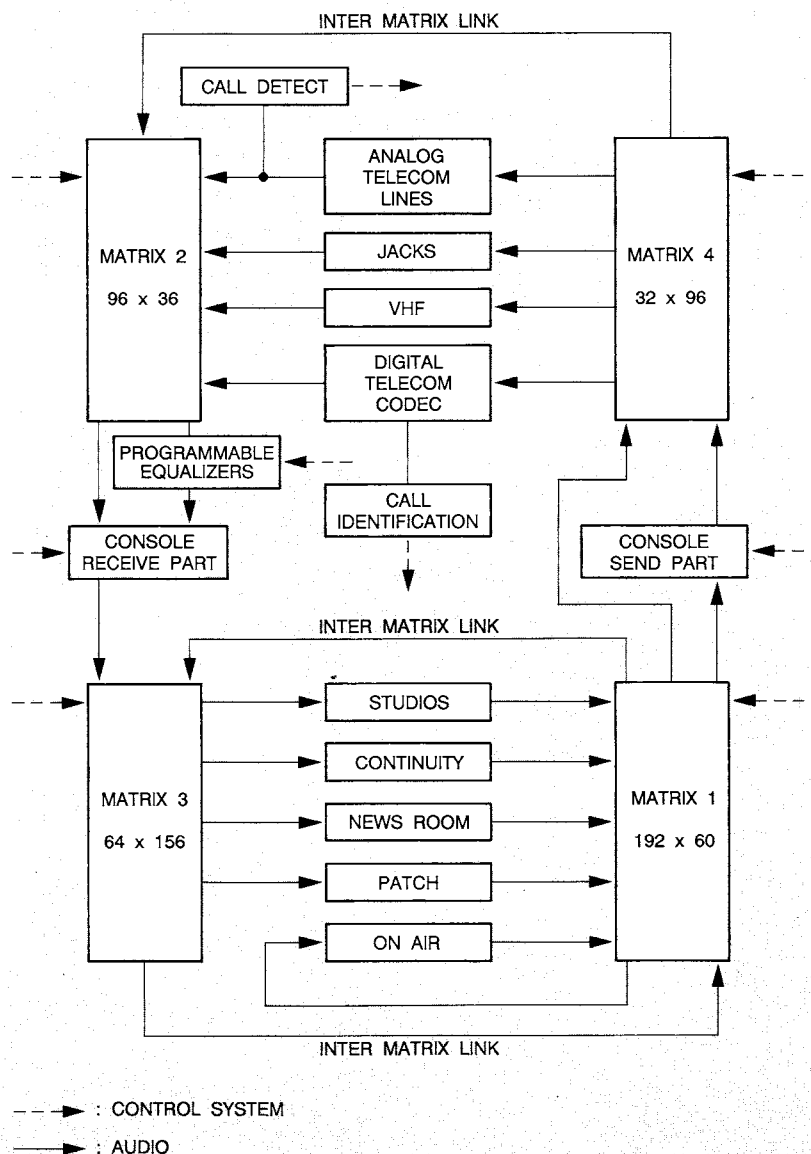 INTER MATRIX LINK
CALL DETECT
MATRIX 2
96 x 36
ANALOG
TELECOM
LINES
JACKS
VHF
DIGITAL
TELECOM
CODEC
MATRIX 4
32 x 96
PROGRAMMABLE
EQUALIZERS
CALL
IDENTIFICATION
CONSOLE
RECEIVE PART
CONSOLE
SEND PART
INTER MATRIX LINK
MATRIX 3
64 x 156
STUDIOS
CONTINUITY
NEWS ROOM
PATCH
ON AIR
MATRIX 1
192 x 60
INTER MATRIX LINK
: CONTROL SYSTEM
: AUDIO